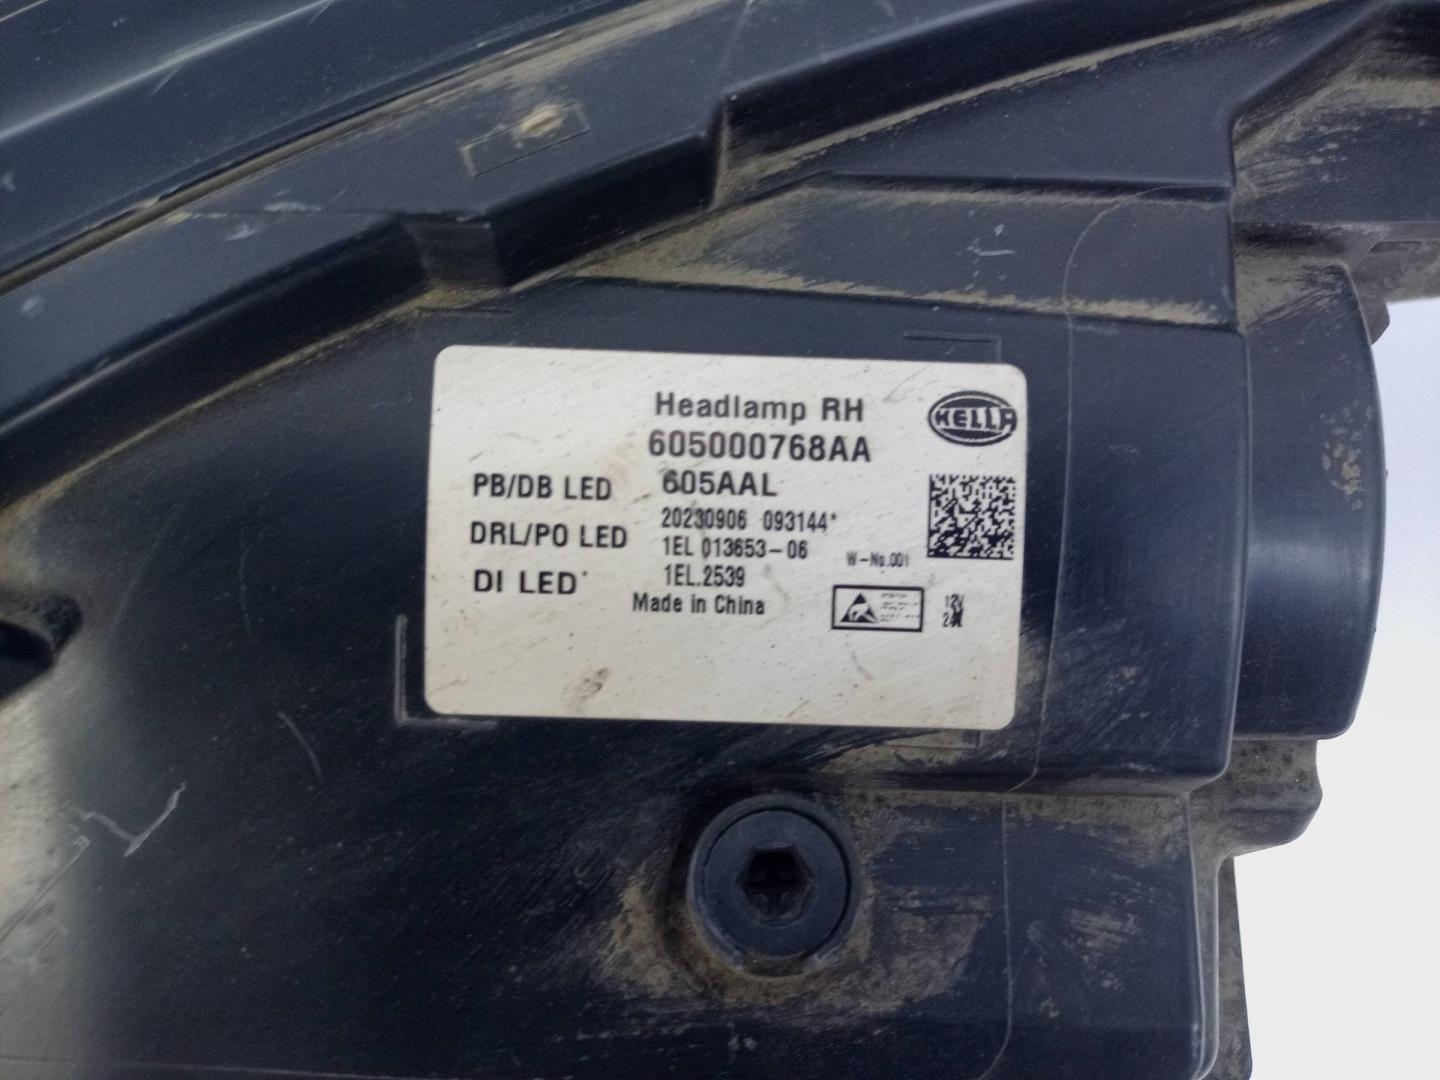 Headlamp RH
HELLA
605000768AA
PB/DB LED 605AAL
20230906 093144*
DRL/PO LED 1EL 013653-06
W-No.001
DI LED 1EL.2539
Made in China
12V